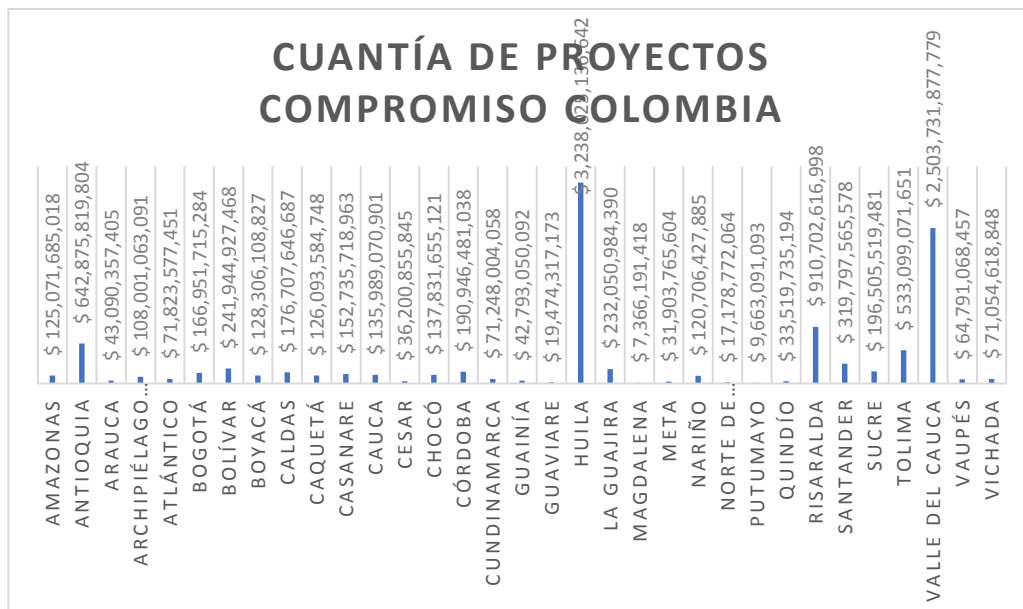 CUANTÍA DE PROYECTOS
COMPROMISO COLOMBIA
$ 125,071,685,018
$ 642,875,819,804
$ 43,090,357,405
$ 108,001,063,091
$ 71,823,577,451
$ 166,951,715,284
$ 241,944,927,468
$ 128,306,108,827
$ 176,707,646,687
$ 126,093,584,748
$ 152,735,718,963
$ 135,989,070,901
$ 36,200,855,845
$ 137,831,655,121
$ 190,946,481,038
$ 71,248,004,058
$ 42,793,050,092
$ 19,474,317,173
$ 232,050,984,390
$ 7,366,191,418
$ 31,903,765,604
$ 120,706,427,885
$ 17,178,772,064
$ 9,663,091,093
$ 33,519,735,194
$ 910,702,616,998
$ 319,797,565,578
$ 196,505,519,481
$ 533,099,071,651
$ 2,503,731,877,779
$ 64,791,068,457
$ 71,054,618,848
AMAZONAS
ANTIOQUIA
ARAUCA
ARCHIPIÉLAGO…
ATLÁNTICO
BOGOTÁ
BOLÍVAR
BOYACÁ
CALDAS
CAQUETÁ
CASANARE
CAUCA
CESAR
CHOCÓ
CÓRDOBA
CUNDINAMARCA
GUAINÍA
GUAVIARE
HUILA
LA GUAJIRA
MAGDALENA
META
NARIÑO
NORTE DE…
PUTUMAYO
QUINDÍO
RISARALDA
SANTANDER
SUCRE
TOLIMA
VALLE DEL CAUCA
VAUPÉS
VICHADA